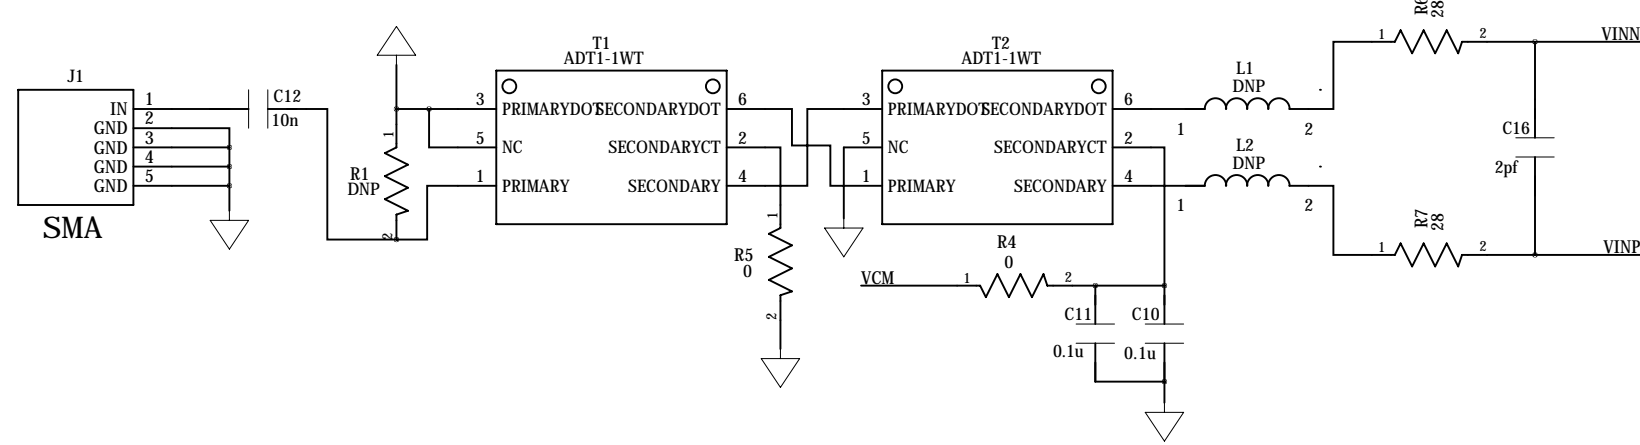 J1
IN
GND
GND
GND
GND
1
2
3
4
5
SMA
C12
10n
R1
DNP
1
2
T1
ADT1-1WT
3
5
1
PRIMARYDOT
SECONDARYDOT
NC
SECONDARYCT
PRIMARY
SECONDARY
6
2
4
R5
0
1
2
T2
ADT1-1WT
3
5
1
PRIMARYDOT
SECONDARYDOT
NC
SECONDARYCT
PRIMARY
SECONDARY
6
2
4
VCM
1
R4
0
2
C11
0.1u
C10
0.1u
L1
DNP
1
2
L2
DNP
1
2
1
R6
28
2
VINN
C16
2pf
1
R7
28
2
VINP